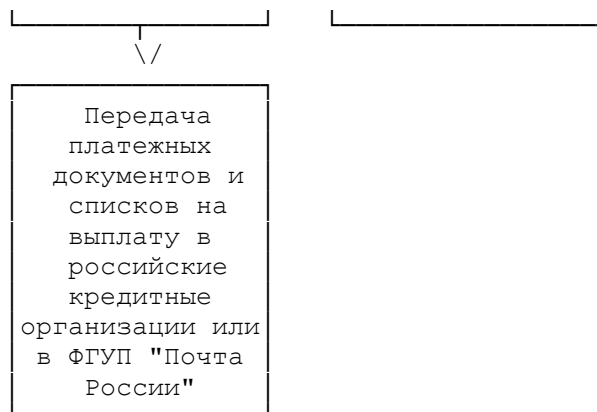 \/
Передача
платежных
документов и
списков на
выплату в
российские
кредитные
организации или
в ФГУП "Почта
России"